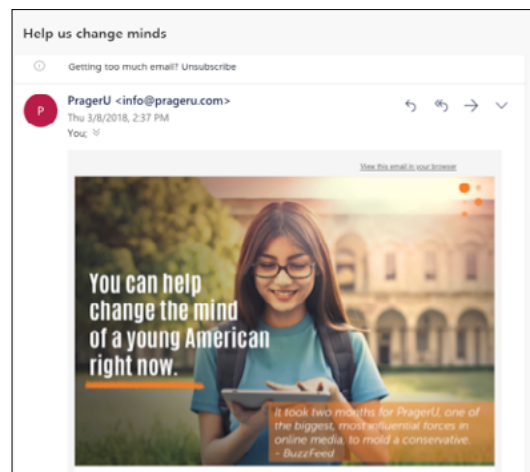 Help us change minds
Getting too much email? Unsubscribe
P
PragerU <info@prageru.com>
Thu 3/8/2018, 2:37 PM
You;
View this email in your browser
You can help
change the mind
of a young American
right now.
It took two months for PragerU, one of
the biggest, most influential forces in
online media, to mold a conservative.
- BuzzFeed